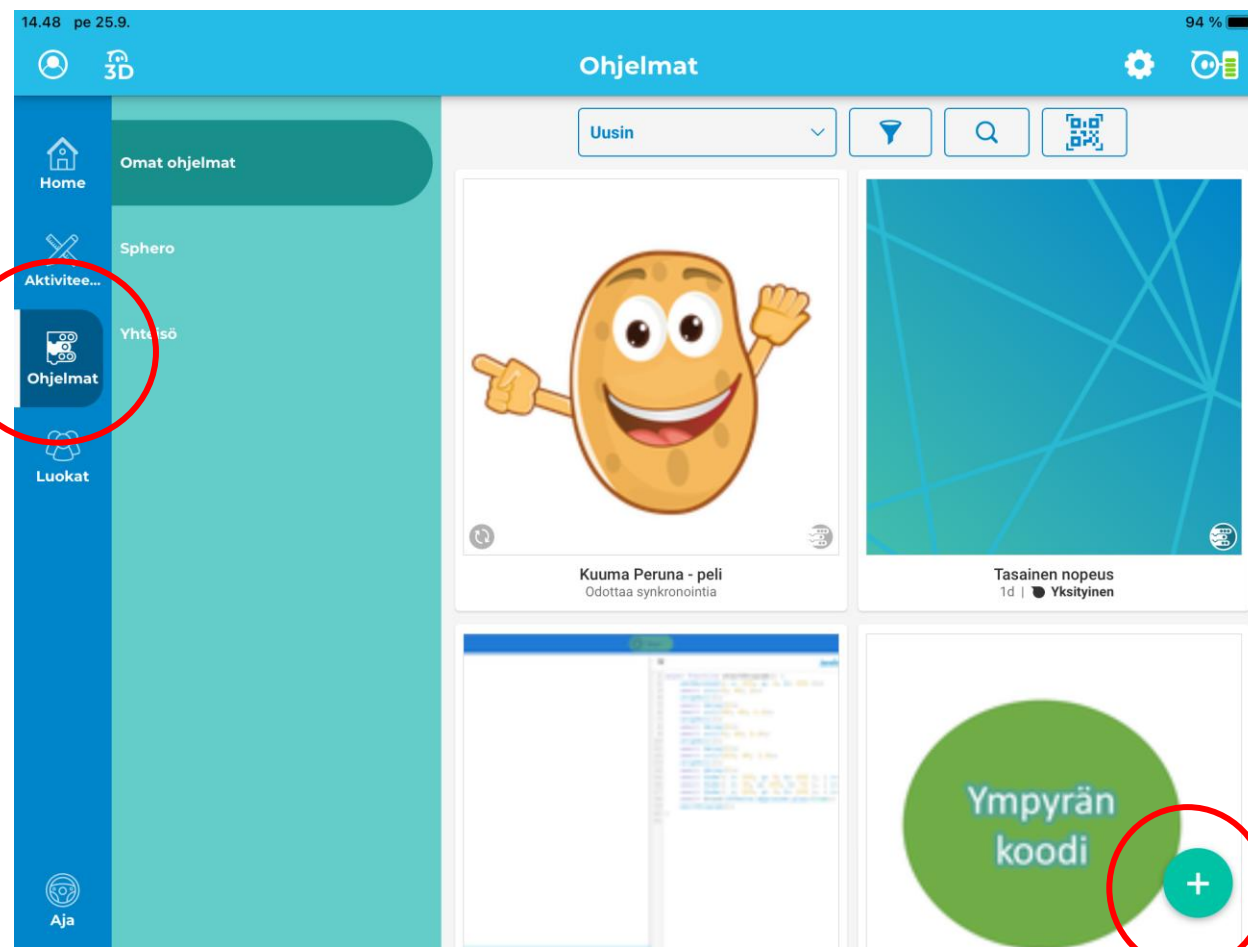 14.48 pe 25.9.
94 %
3D
Ohjelmat
Home
Aktivitee...
Ohjelmat
Luokat
Aja
Omat ohjelmat
Sphero
Yhteisö
Uusin
Kuuma Peruna - peli
Odottaa synkronointia
Tasainen nopeus
1d | Yksityinen
Ympyrän
koodi